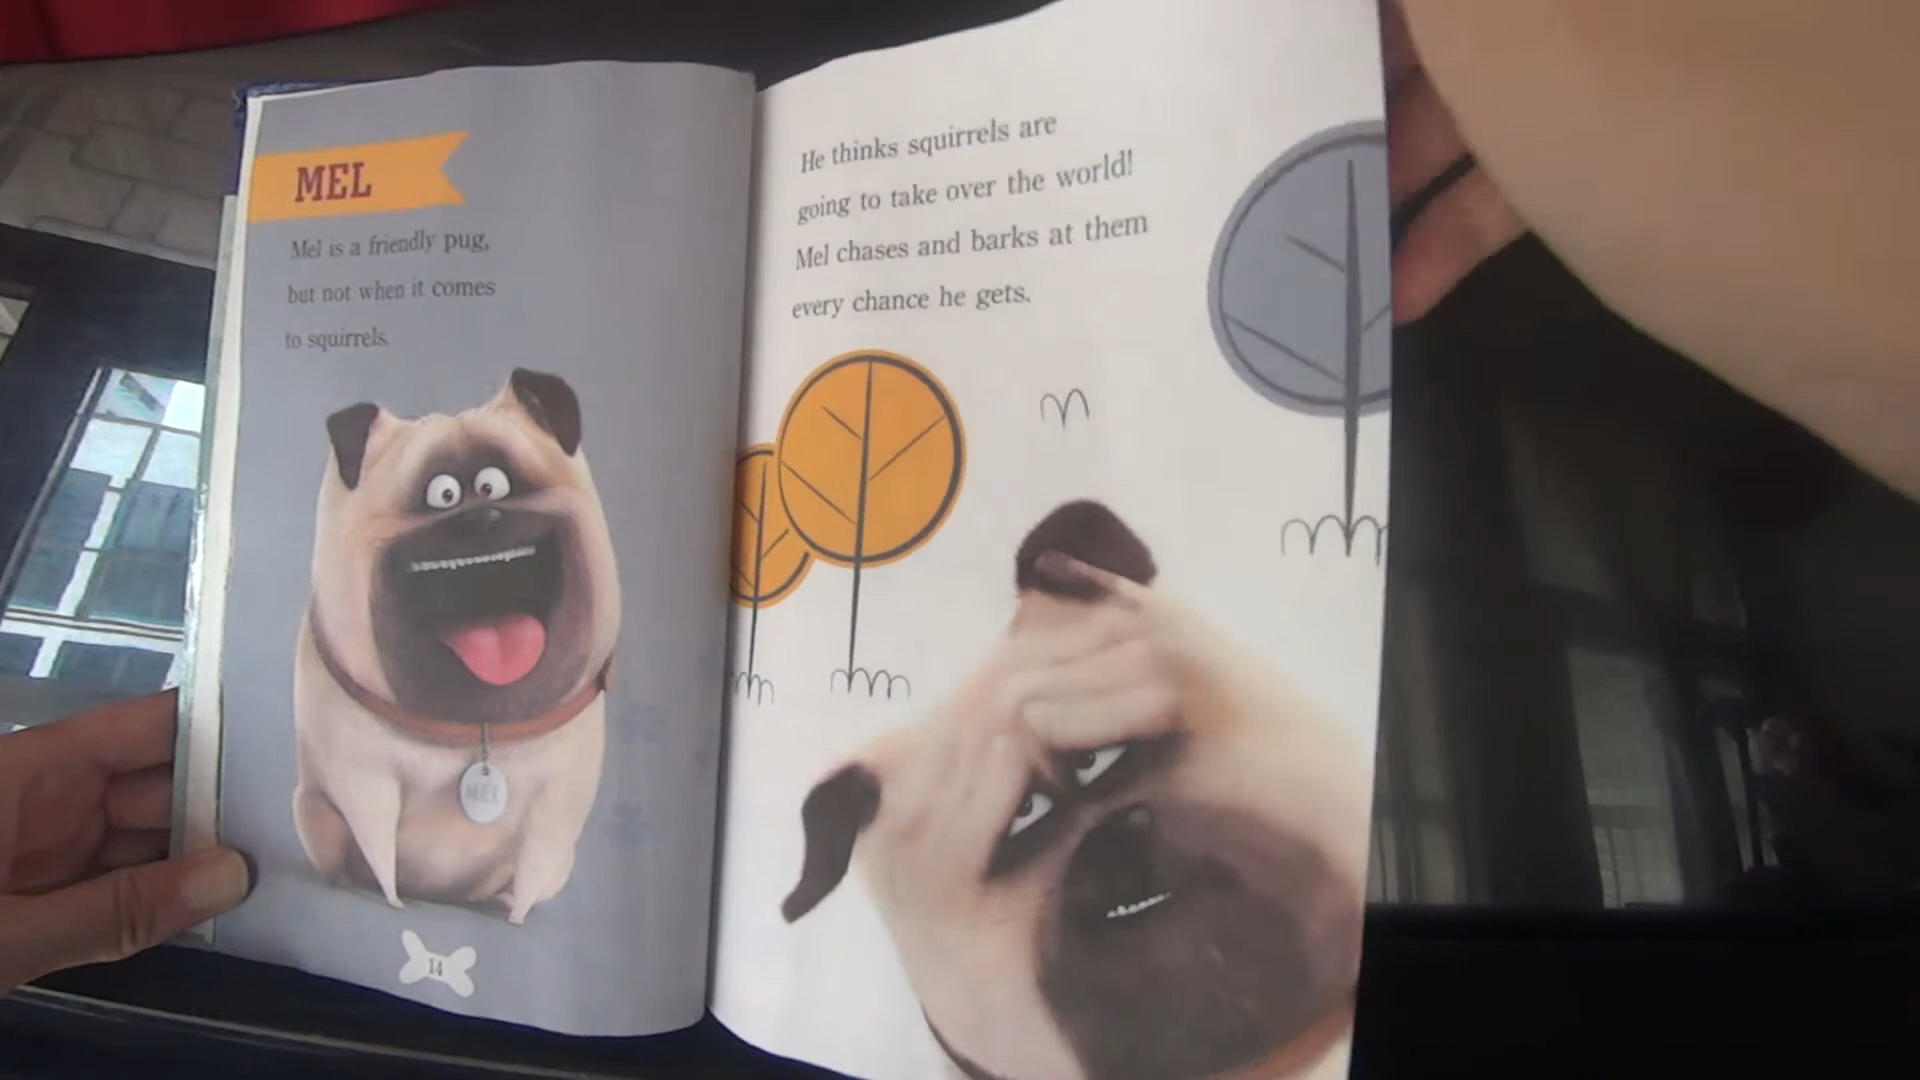 MEL
Mel is a friendly pug,
but not when it comes
to squirrels.
MEL
14
He thinks squirrels are
going to take over the world!
Mel chases and barks at them
every chance he gets.